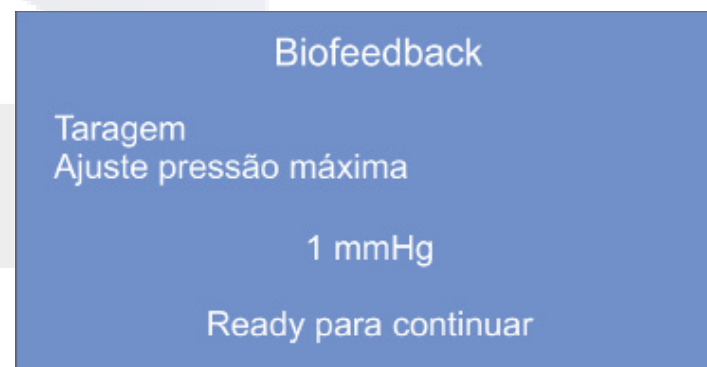 Biofeedback
Taragem
Ajuste pressão máxima
1 mmHg
Ready para continuar